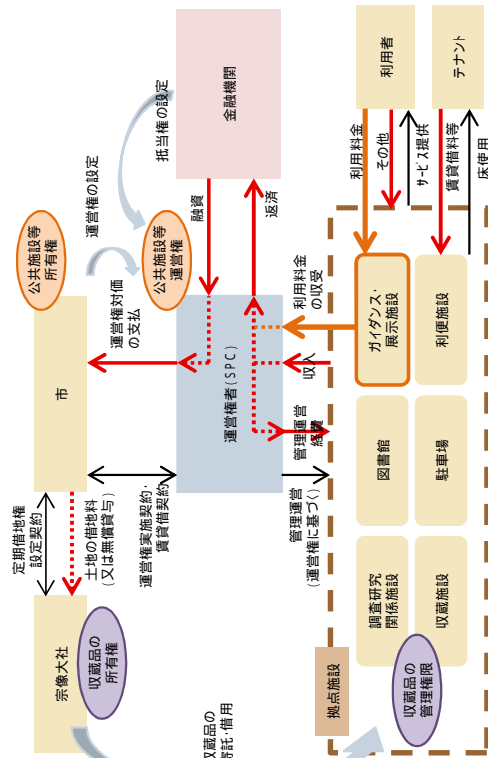 公共施設等
所有権
運営権の設定
抵当権の設定
公共施設等
運営権
金融機関
利用者
テナント
融資
返済
利用料金
その他
サービス提供
賃貸借料等
床使用
市
運営権対価
の支払
運営権者(SPC)
利用料金
の収受
収入
管理運営
経費
ガイダンス・
展示施設
利便施設
定期借地権
設定契約
土地の借地料
(又は無償貸与)
運営権実施契約・
賃貸借契約
管理運営
(運営権に基づく)
図書館
駐車場
宗像大社
収蔵品の
所有権
収蔵品の
寄託・借用
拠点施設
調査研究
関係施設
収蔵施設
収蔵品の
管理権限